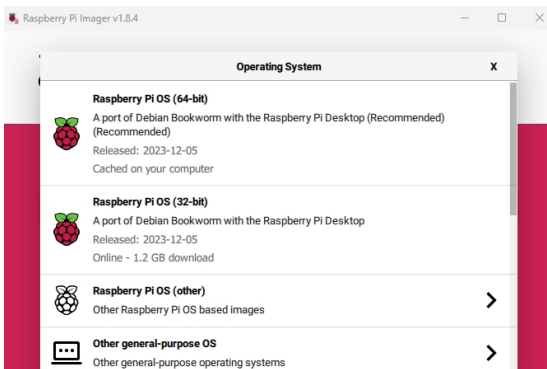 Raspberry Pi Imager v1.8.4
Operating System
X
Raspberry Pi OS (64-bit)
A port of Debian Bookworm with the Raspberry Pi Desktop (Recommended)
(Recommended)
Released: 2023-12-05
Cached on your computer
Raspberry Pi OS (32-bit)
A port of Debian Bookworm with the Raspberry Pi Desktop
Released: 2023-12-05
Online - 1.2 GB download
Raspberry Pi OS (other)
Other Raspberry Pi OS based images
Other general-purpose OS
Other general-purpose operating systems